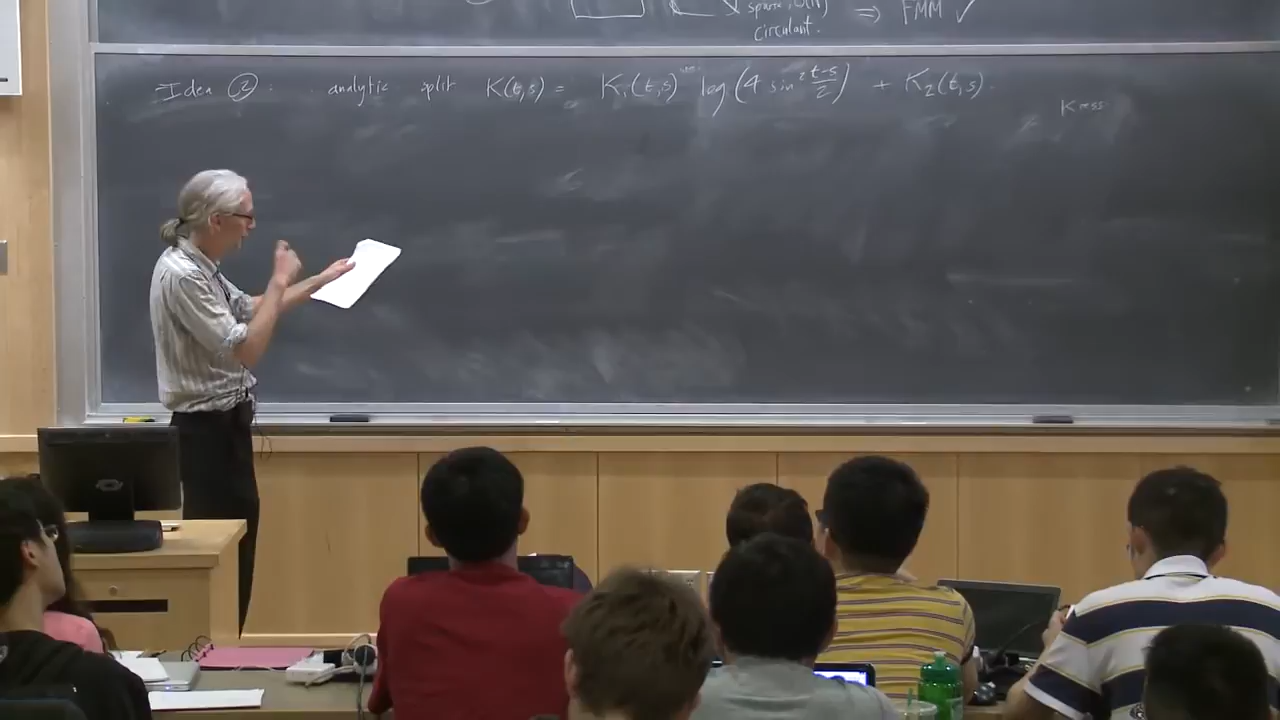 sparse, O(N) ⇒ FMM ✓
circulant.
Idea ②: analytic split K(t,s) = K₁(t,s) log(4 sin² t-s/2) + K₂(t,s).
Kress